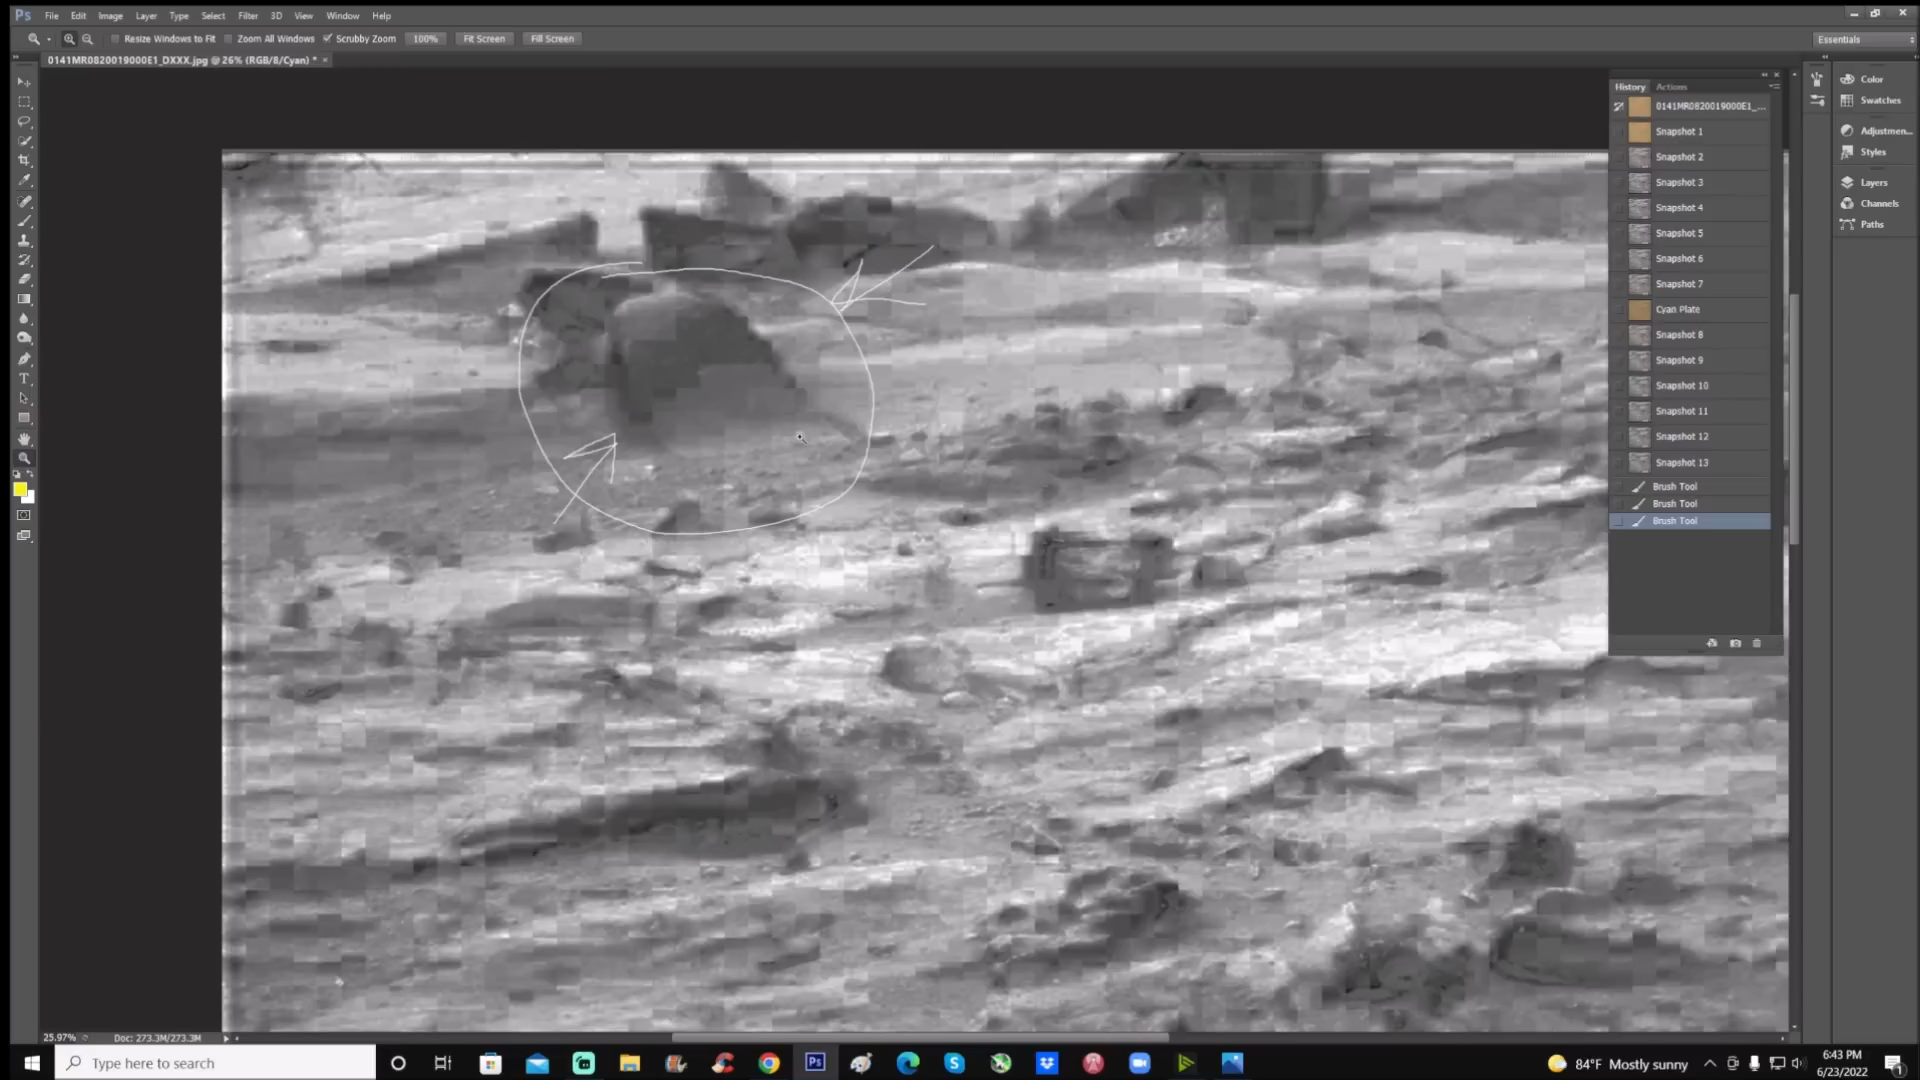 Ps File Edit Image Layer Type Select Filter 3D View Window Help
Resize Windows to Fit Zoom All Windows Scrubby Zoom 100% Fit Screen Fill Screen Essentials
0141MR0820019000E1_DXXX.jpg @ 26% (RGB/8/Cyan) * ×
History Actions
0141MR0820019000E1_...
Snapshot 1
Snapshot 2
Snapshot 3
Snapshot 4
Snapshot 5
Snapshot 6
Snapshot 7
Cyan Plate
Snapshot 8
Snapshot 9
Snapshot 10
Snapshot 11
Snapshot 12
Snapshot 13
Brush Tool
Brush Tool
Brush Tool
Color
Swatches
Adjustmen...
Styles
Layers
Channels
Paths
25.97% Doc: 273.3M/273.3M
Type here to search
84°F Mostly sunny
6:43 PM
6/23/2022